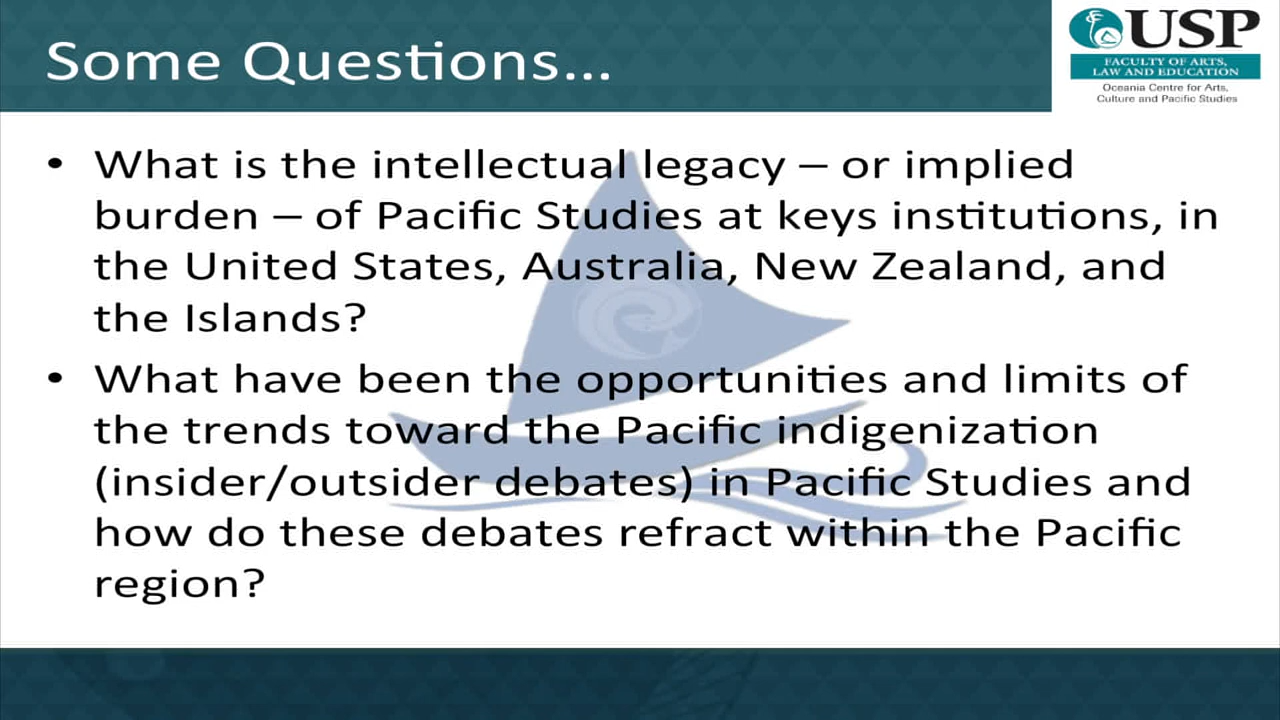 Some Questions...
USP
FACULTY OF ARTS,
LAW AND EDUCATION
Oceania Centre for Arts,
Culture and Pacific Studies
• What is the intellectual legacy – or implied
burden – of Pacific Studies at keys institutions, in
the United States, Australia, New Zealand, and
the Islands?
• What have been the opportunities and limits of
the trends toward the Pacific indigenization
(insider/outsider debates) in Pacific Studies and
how do these debates refract within the Pacific
region?